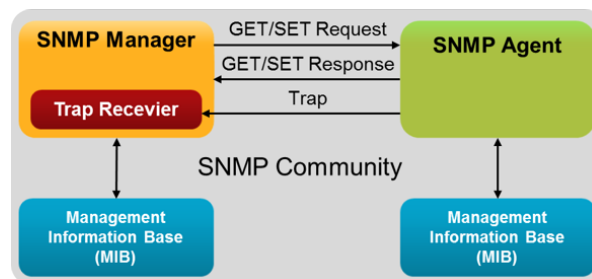 SNMP Manager
GET/SET Request
SNMP Agent
GET/SET Response
Trap Recevier
Trap
SNMP Community
Management
Information Base
(MIB)
Management
Information Base
(MIB)